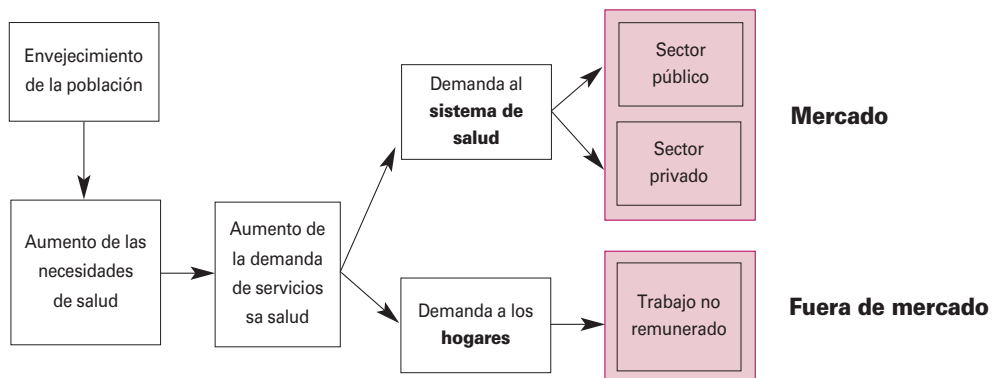 Envejecimiento
de la población
Aumento de las
necesidades
de salud
Aumento de
la demanda
de servicios
sa salud
Demanda al
sistema de
salud
Sector
público
Sector
privado
Mercado
Demanda a los
hogares
Trabajo no
remunerado
Fuera de mercado